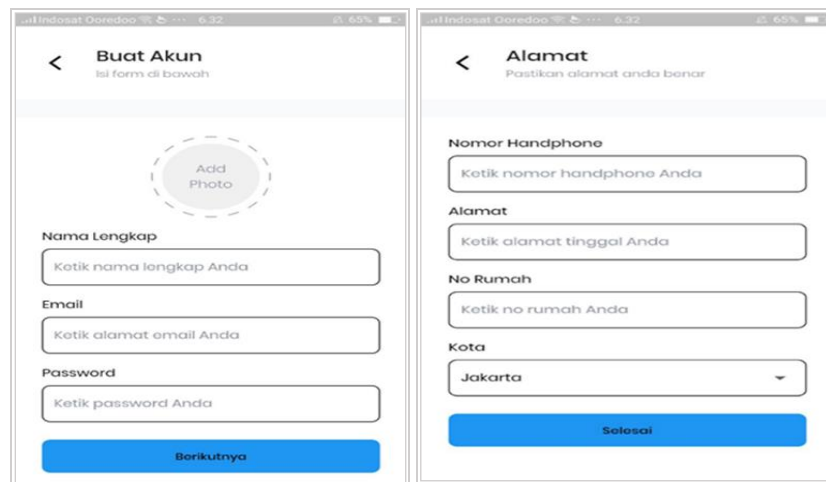 Indosat Ooredoo 6.32 65%
Buat Akun
Isi form di bawah
Add
Photo
Nama Lengkap
Ketik nama lengkap Anda
Email
Ketik alamat email Anda
Password
Ketik password Anda
Berikutnya
Indosat Ooredoo 6.32 65%
Alamat
Pastikan alamat anda benar
Nomor Handphone
Ketik nomor handphone Anda
Alamat
Ketik alamat tinggal Anda
No Rumah
Ketik no rumah Anda
Kota
Jakarta
Selesai